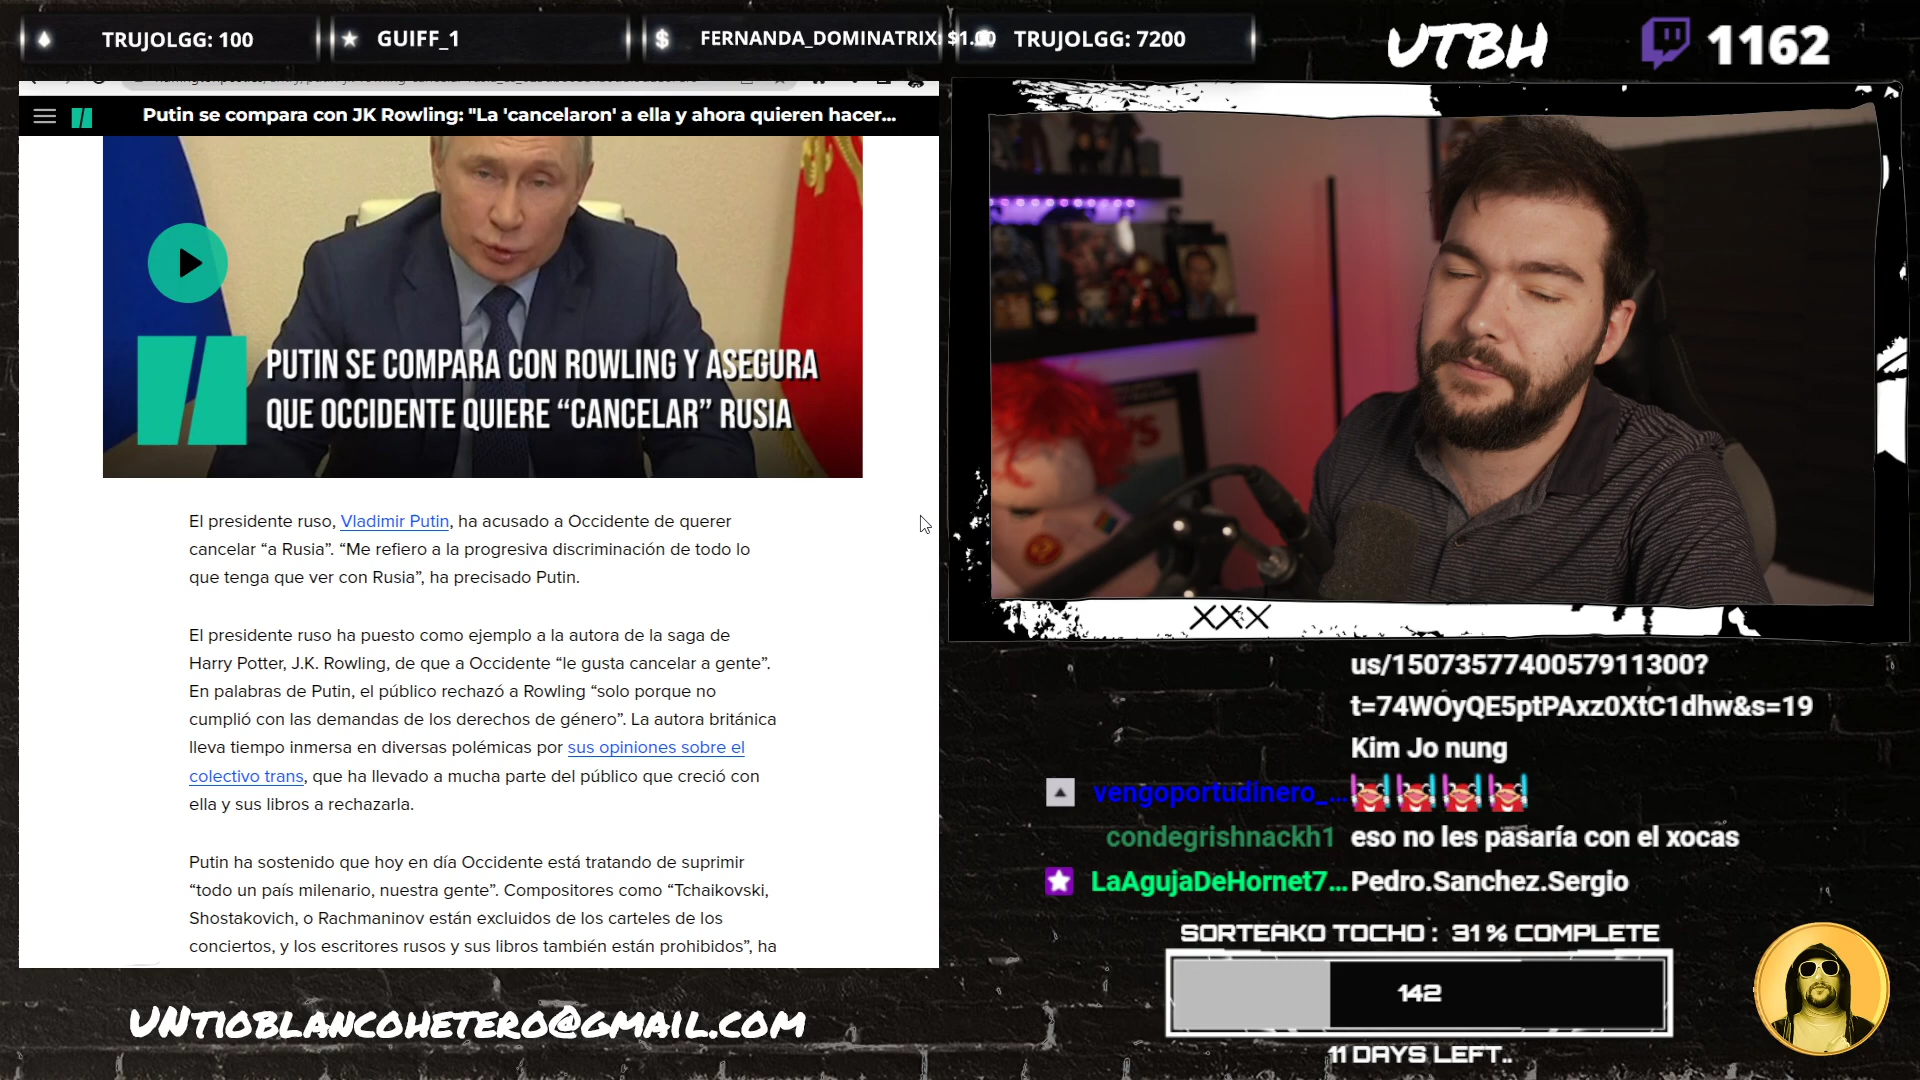 TRUJOLGG: 100
GUIFF_1
FERNANDA_DOMINATRIX: $1.00
TRUJOLGG: 7200
UTBH
1162
Putin se compara con JK Rowling: "La 'cancelaron' a ella y ahora quieren hacer...
PUTIN SE COMPARA CON ROWLING Y ASEGURA
QUE OCCIDENTE QUIERE “CANCELAR” RUSIA
El presidente ruso, Vladimir Putin, ha acusado a Occidente de querer
cancelar “a Rusia”. “Me refiero a la progresiva discriminación de todo lo
que tenga que ver con Rusia”, ha precisado Putin.
El presidente ruso ha puesto como ejemplo a la autora de la saga de
Harry Potter, J.K. Rowling, de que a Occidente “le gusta cancelar a gente”.
En palabras de Putin, el público rechazó a Rowling “solo porque no
cumplió con las demandas de los derechos de género”. La autora británica
lleva tiempo inmersa en diversas polémicas por sus opiniones sobre el
colectivo trans, que ha llevado a mucha parte del público que creció con
ella y sus libros a rechazarla.
Putin ha sostenido que hoy en día Occidente está tratando de suprimir
“todo un país milenario, nuestra gente”. Compositores como “Tchaikovski,
Shostakovich, o Rachmaninov están excluidos de los carteles de los
conciertos, y los escritores rusos y sus libros también están prohibidos”, ha
XXX
us/1507357740057911300?
t=74WOyQE5ptPAxz0XtC1dhw&s=19
Kim Jo nung
vengoportudinero_...
condegrishnackh1 eso no les pasaría con el xocas
LaAgujaDeHornet7... Pedro.Sanchez.Sergio
SORTEAKO TOCHO : 31% COMPLETE
142
11 DAYS LEFT..
UNTIOBLANCOHETERO@GMAIL.COM